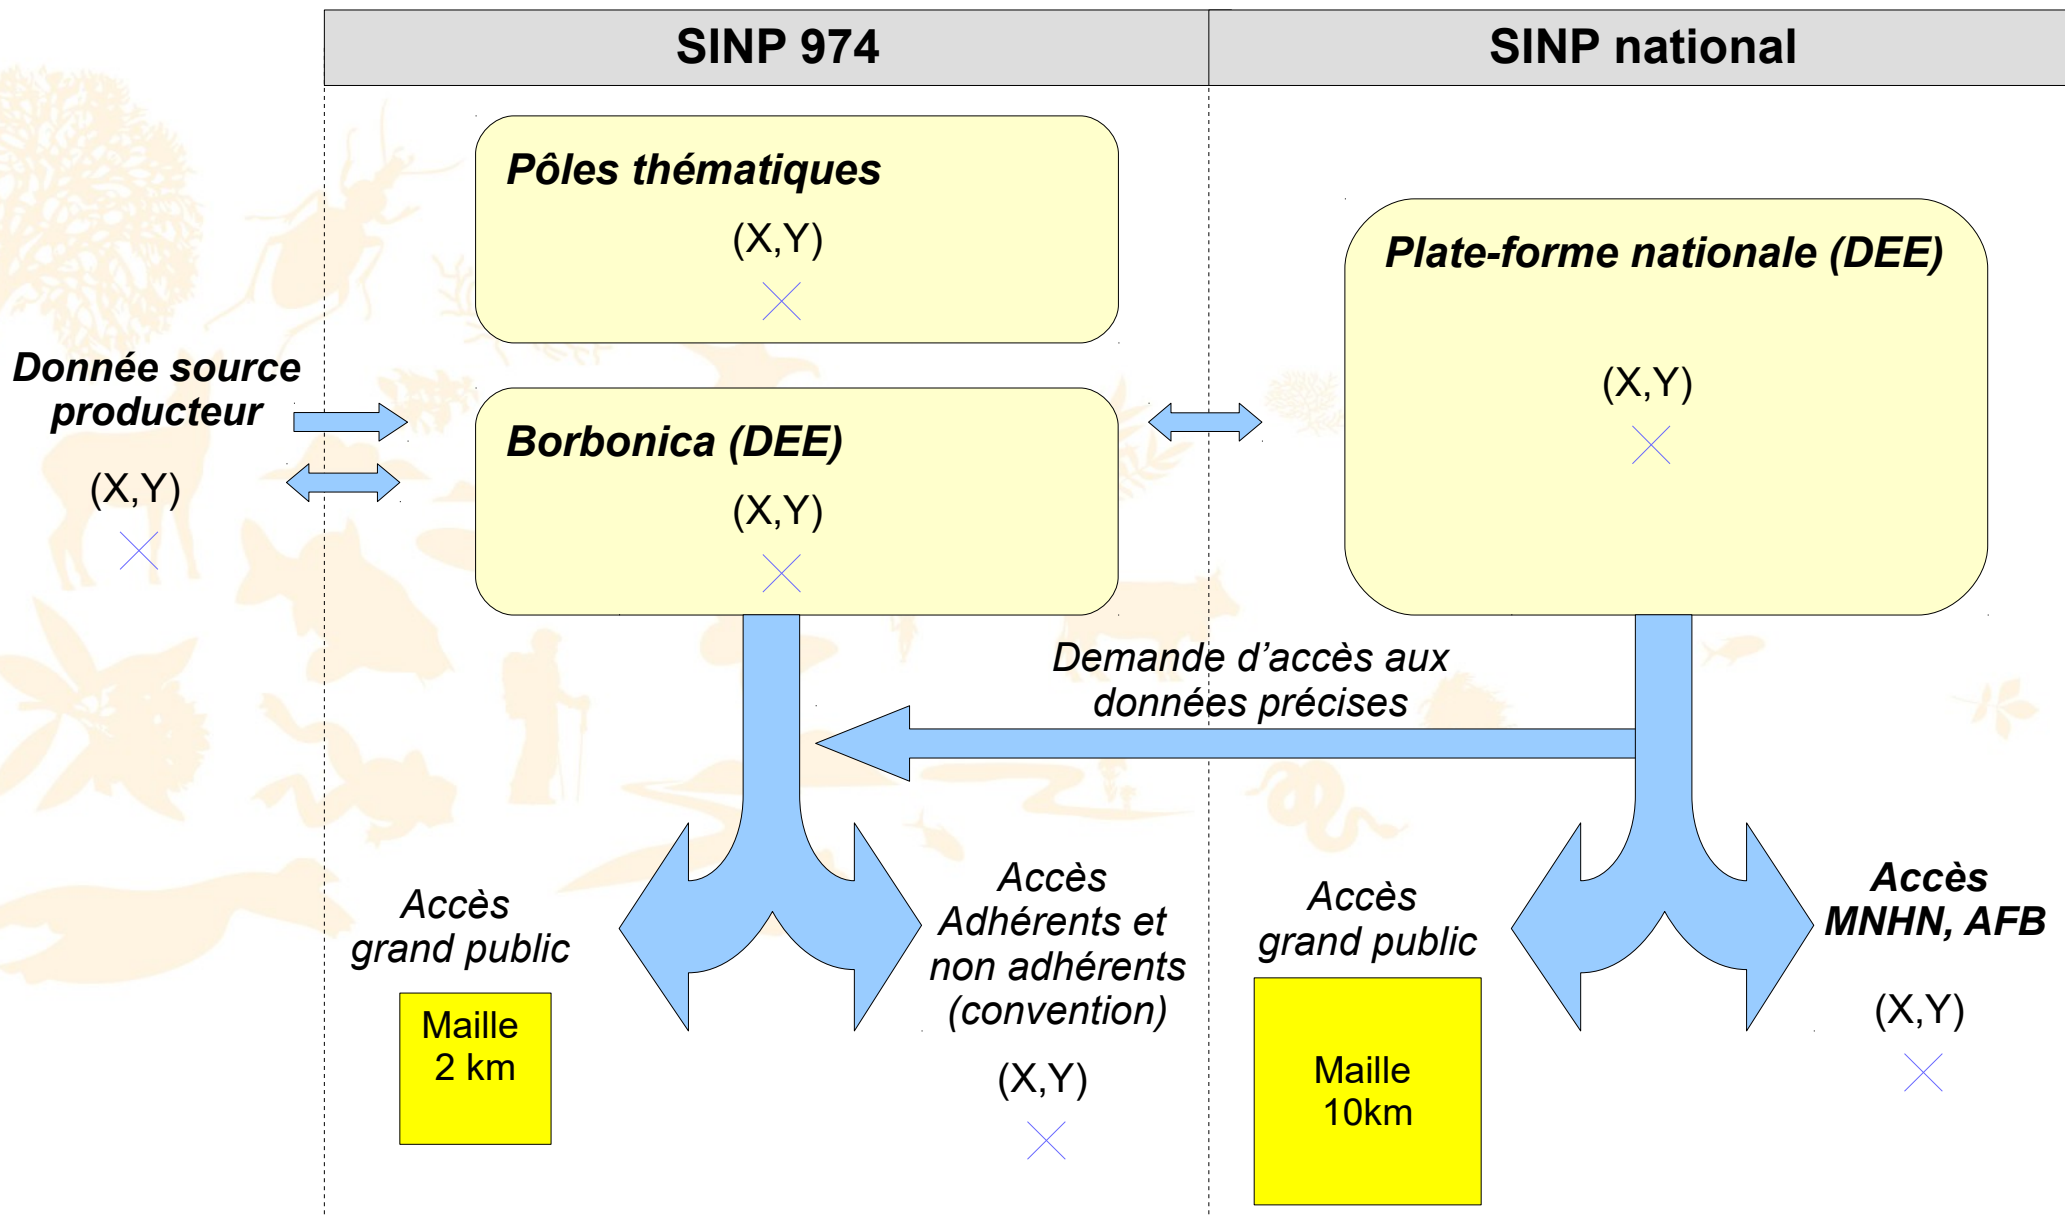 SINP 974
SINP national
Pôles thématiques
(X,Y)
Plate-forme nationale (DEE)
(X,Y)
Donnée source
producteur
(X,Y)
Borbonica (DEE)
(X,Y)
Demande d’accès aux
données précises
Accès
grand public
Maille
2 km
Accès
Adhérents et
non adhérents
(convention)
(X,Y)
Accès
grand public
Maille
10km
Accès
MNHN, AFB
(X,Y)